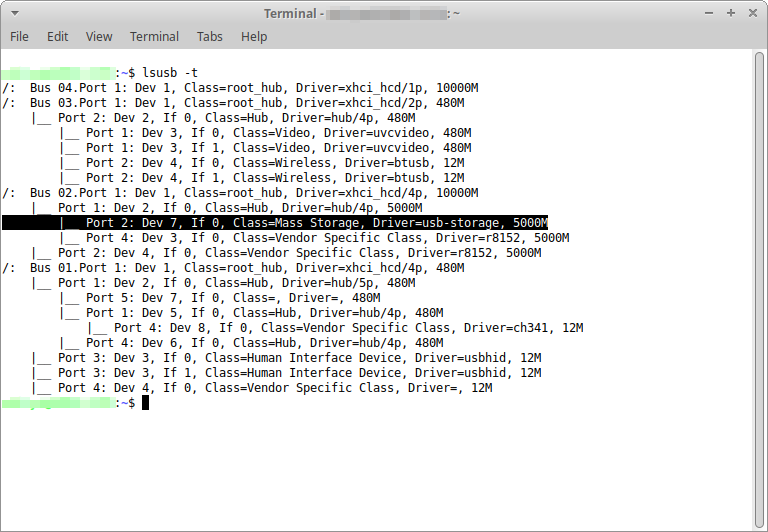 Terminal - : ~
File Edit View Terminal Tabs Help
:~$ lsusb -t
/:  Bus 04.Port 1: Dev 1, Class=root_hub, Driver=xhci_hcd/1p, 10000M
/:  Bus 03.Port 1: Dev 1, Class=root_hub, Driver=xhci_hcd/2p, 480M
    |__ Port 2: Dev 2, If 0, Class=Hub, Driver=hub/4p, 480M
        |__ Port 1: Dev 3, If 0, Class=Video, Driver=uvcvideo, 480M
        |__ Port 1: Dev 3, If 1, Class=Video, Driver=uvcvideo, 480M
        |__ Port 2: Dev 4, If 0, Class=Wireless, Driver=btusb, 12M
        |__ Port 2: Dev 4, If 1, Class=Wireless, Driver=btusb, 12M
/:  Bus 02.Port 1: Dev 1, Class=root_hub, Driver=xhci_hcd/4p, 10000M
    |__ Port 1: Dev 2, If 0, Class=Hub, Driver=hub/4p, 5000M
        |__ Port 2: Dev 7, If 0, Class=Mass Storage, Driver=usb-storage, 5000M
        |__ Port 4: Dev 3, If 0, Class=Vendor Specific Class, Driver=r8152, 5000M
    |__ Port 2: Dev 4, If 0, Class=Vendor Specific Class, Driver=r8152, 5000M
/:  Bus 01.Port 1: Dev 1, Class=root_hub, Driver=xhci_hcd/4p, 480M
    |__ Port 1: Dev 2, If 0, Class=Hub, Driver=hub/5p, 480M
        |__ Port 5: Dev 7, If 0, Class=, Driver=, 480M
        |__ Port 1: Dev 5, If 0, Class=Hub, Driver=hub/4p, 480M
            |__ Port 4: Dev 8, If 0, Class=Vendor Specific Class, Driver=ch341, 12M
        |__ Port 4: Dev 6, If 0, Class=Hub, Driver=hub/4p, 480M
    |__ Port 3: Dev 3, If 0, Class=Human Interface Device, Driver=usbhid, 12M
    |__ Port 3: Dev 3, If 1, Class=Human Interface Device, Driver=usbhid, 12M
    |__ Port 4: Dev 4, If 0, Class=Vendor Specific Class, Driver=, 12M
:~$